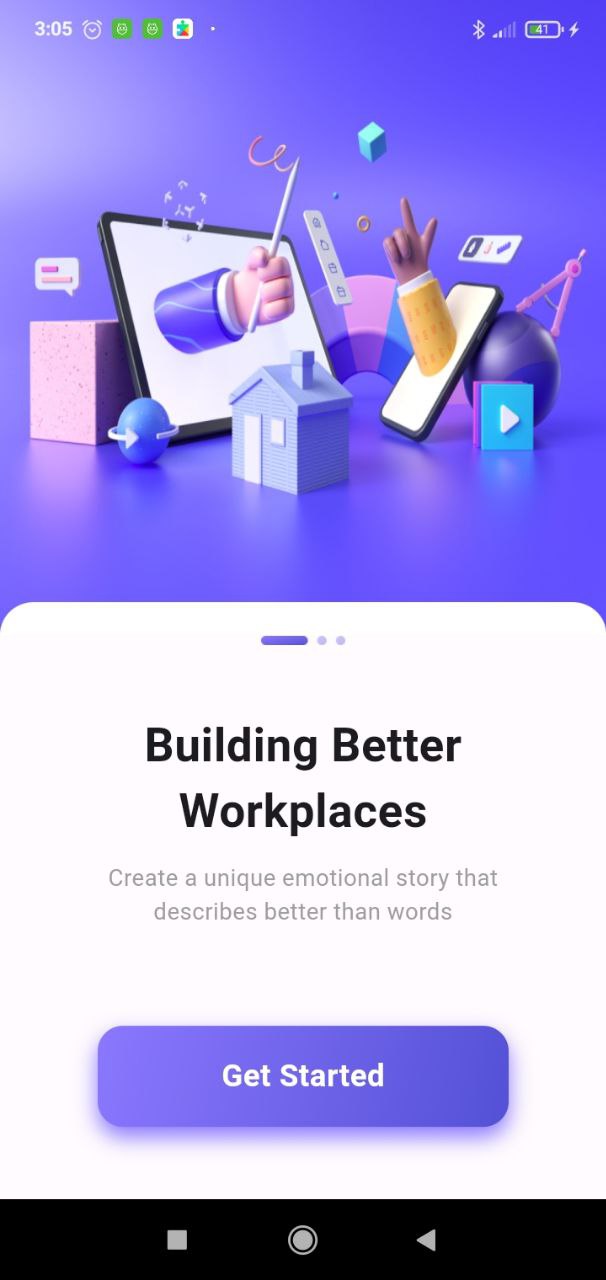 3:05
41
Building Better
Workplaces
Create a unique emotional story that
describes better than words
Get Started